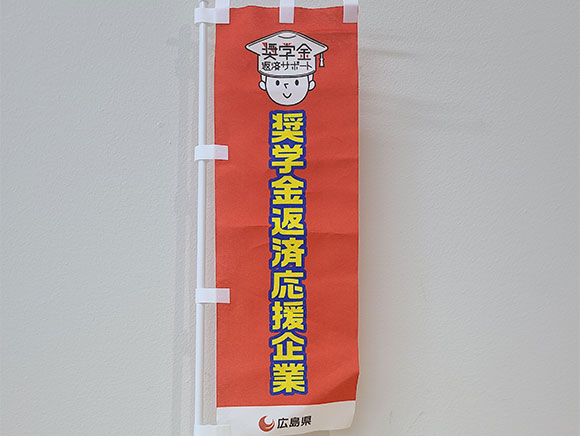 奨学金
返済サポート
奨学金返済応援企業
広島県